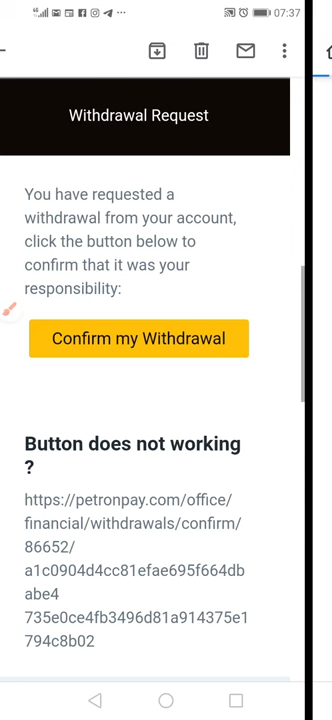 07:37
Withdrawal Request
You have requested a
withdrawal from your account,
click the button below to
confirm that it was your
responsibility:
Confirm my Withdrawal
Button does not working
?
https://petronpay.com/office/
financial/withdrawals/confirm/
86652/
a1c0904d4cc81efae695f664db
abe4
735e0ce4fb3496d81a914375e1
794c8b02